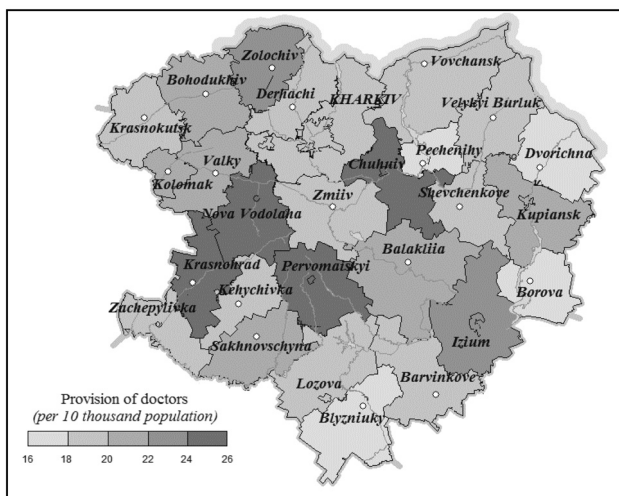 Zolochiv
Vovchansk
Bohodukhiv
Derhachi
KHARKIV
Velykyi Burluk
Krasnokutsk
Pechenihy
Dvorichna
Valky
Chuhuiv
Kolomak
Zmiiv
Shevchenkove
Nova Vodolaha
Kupiansk
Balakliia
Krasnohrad
Pervomaiskyi
Kehychivka
Borova
Zachepylivka
Izium
Sakhnovschyna
Lozova
Barvinkove
Blyzniuky
Provision of doctors
(per 10 thousand population)
16 18 20 22 24 26